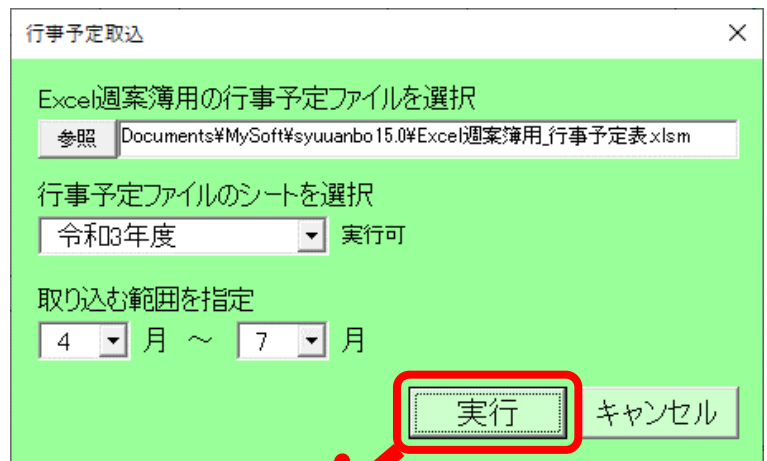 行事予定取込
Excel週案簿用の行事予定ファイルを選択
参照 Documents¥MySoft¥syuuanbo15.0¥Excel週案簿用_行事予定表.xlsm
行事予定ファイルのシートを選択
令和3年度 実行可
取り込む範囲を指定
4 月 ～ 7 月
実行 キャンセル